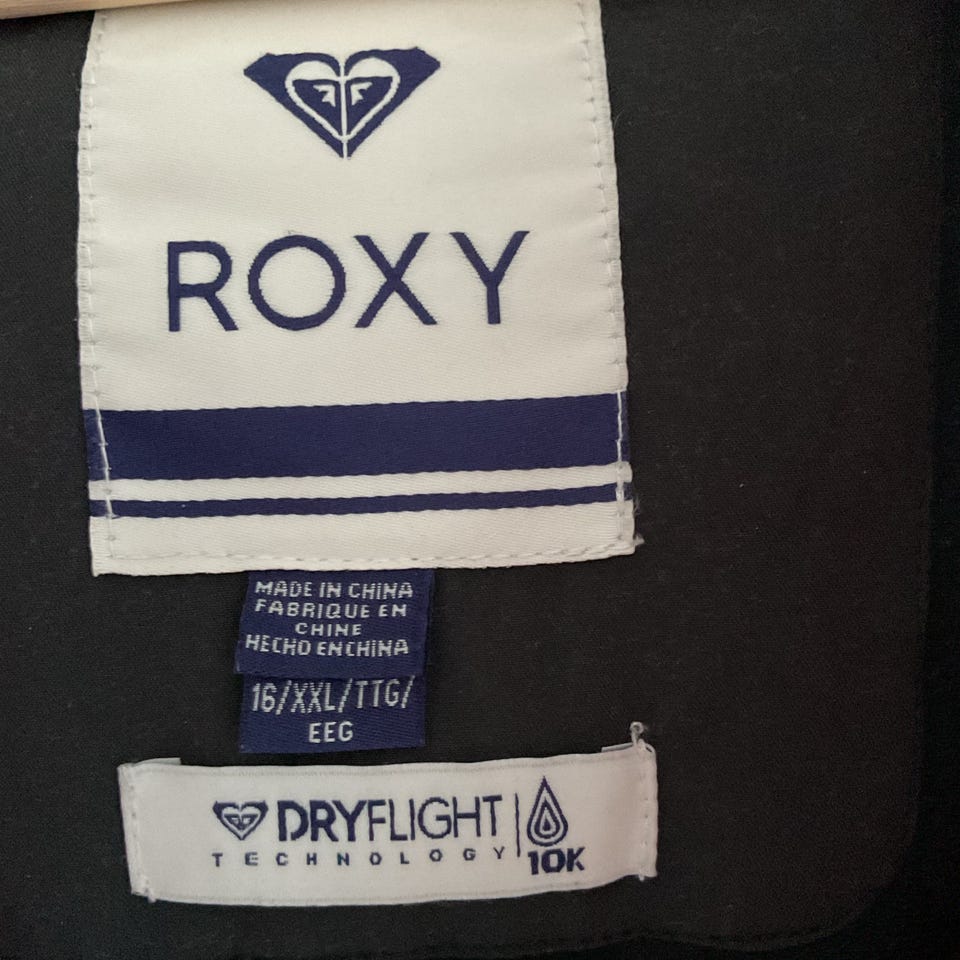 ROXY
MADE IN CHINA
FABRIQUE EN
CHINE
HECHO EN CHINA
16/XXL/TTG/
EEG
DRYFLIGHT
TECHNOLOGY
10K